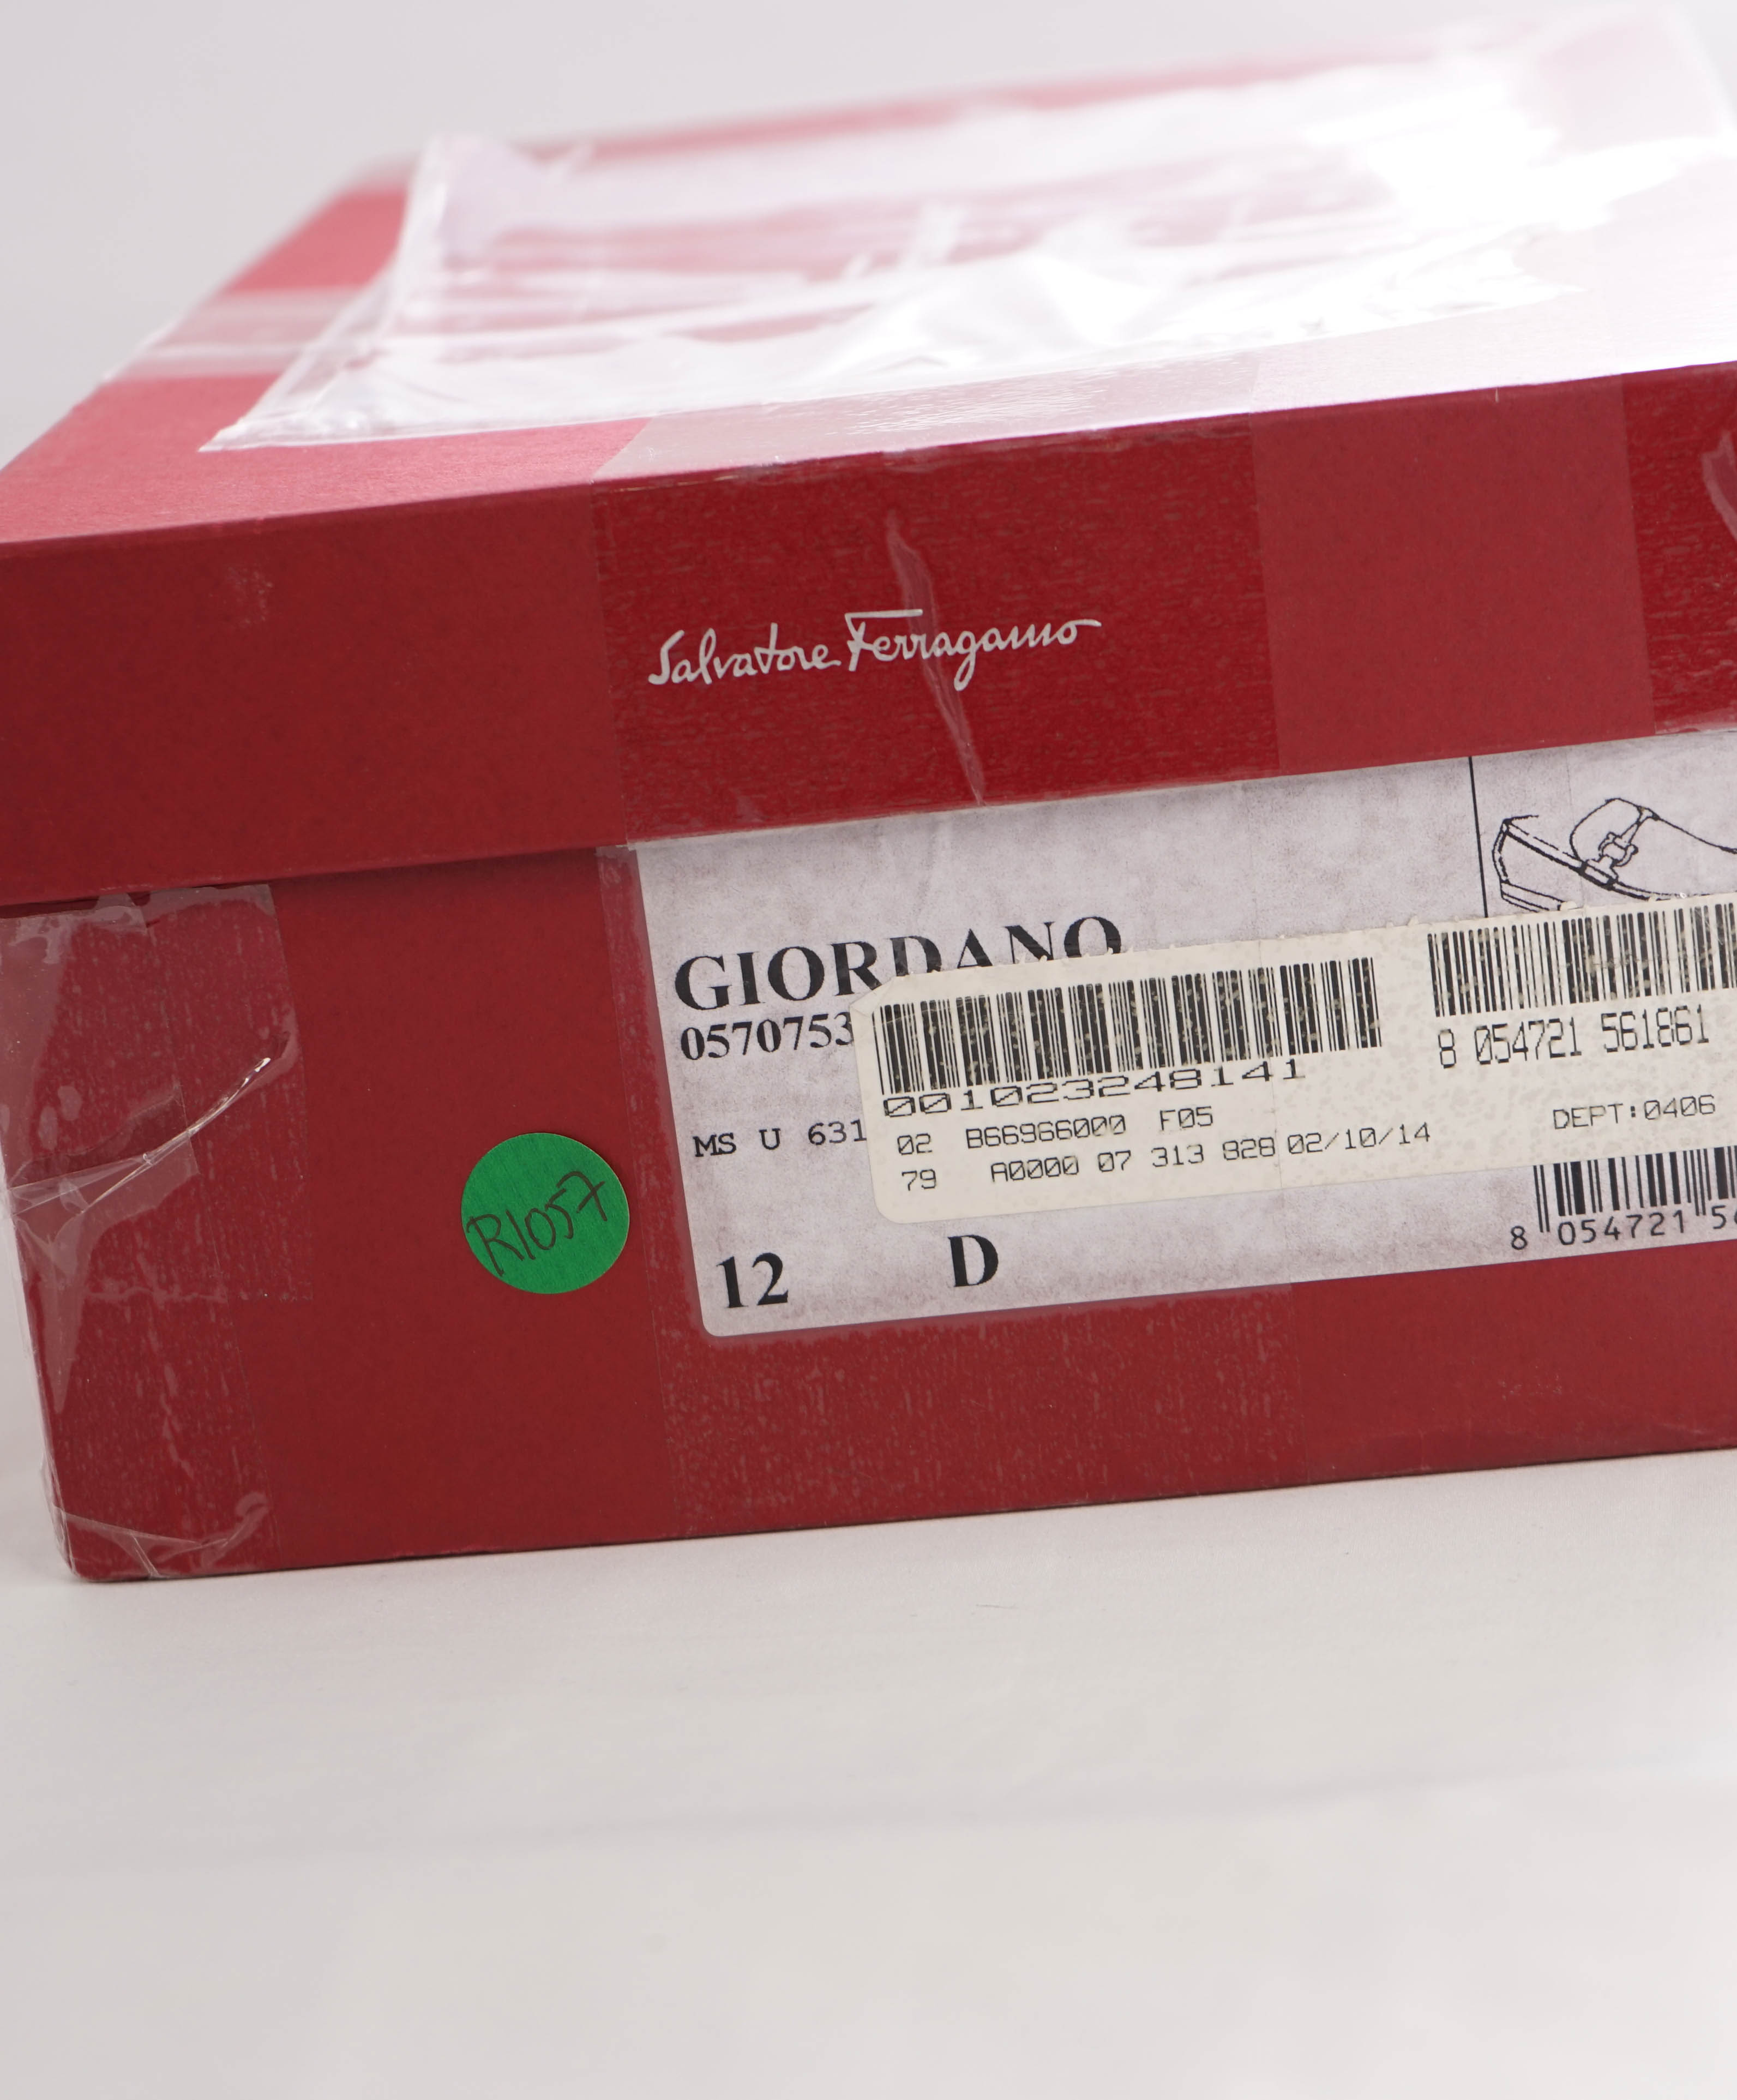 Salvatore Ferragamo
GIORDANO
0570753
001023248141
8 054721 561861
MS U 631
02 B66966000 F05
DEPT:0406
79 A0000 07 313 828 02/10/14
R1057
12 D
8 054721 5